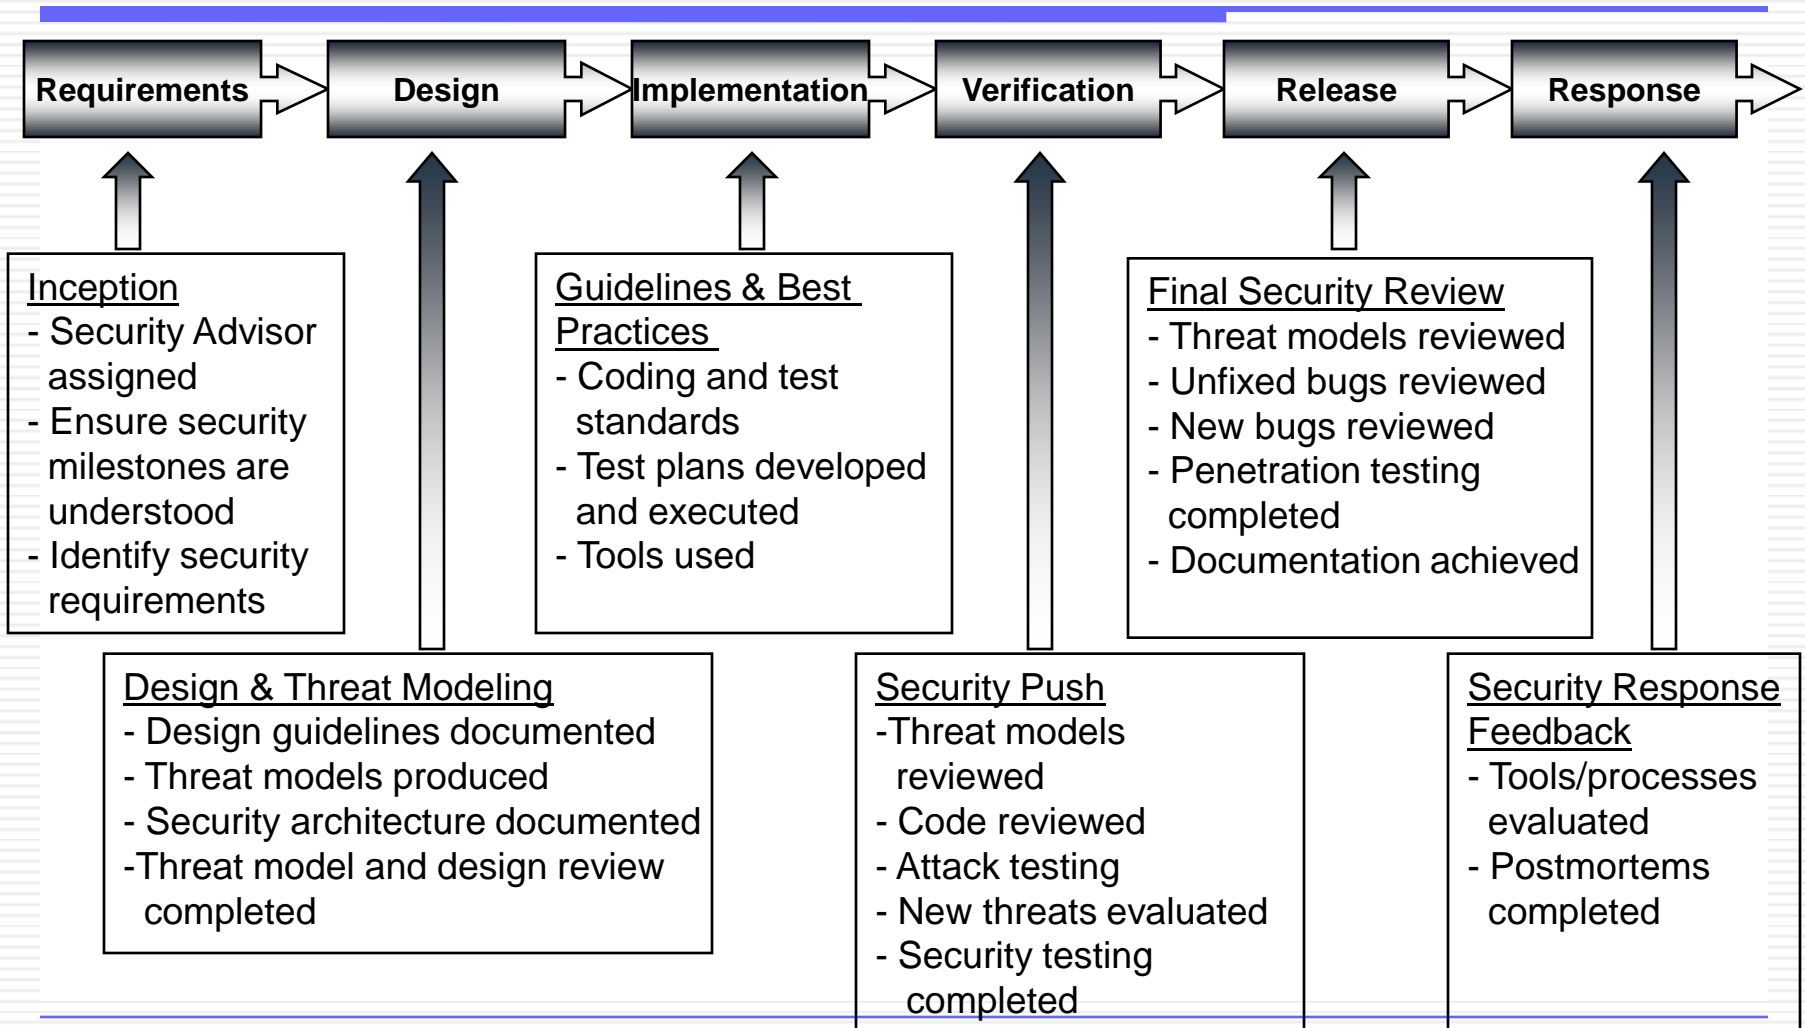 Requirements
Design
Implementation
Verification
Release
Response
Inception
- Security Advisor
assigned
- Ensure security
milestones are
understood
- Identify security
requirements
Guidelines & Best
Practices
- Coding and test
standards
- Test plans developed
and executed
- Tools used
Final Security Review
- Threat models reviewed
- Unfixed bugs reviewed
- New bugs reviewed
- Penetration testing
completed
- Documentation achieved
Design & Threat Modeling
- Design guidelines documented
- Threat models produced
- Security architecture documented
-Threat model and design review
completed
Security Push
-Threat models
reviewed
- Code reviewed
- Attack testing
- New threats evaluated
- Security testing
completed
Security Response
Feedback
- Tools/processes
evaluated
- Postmortems
completed